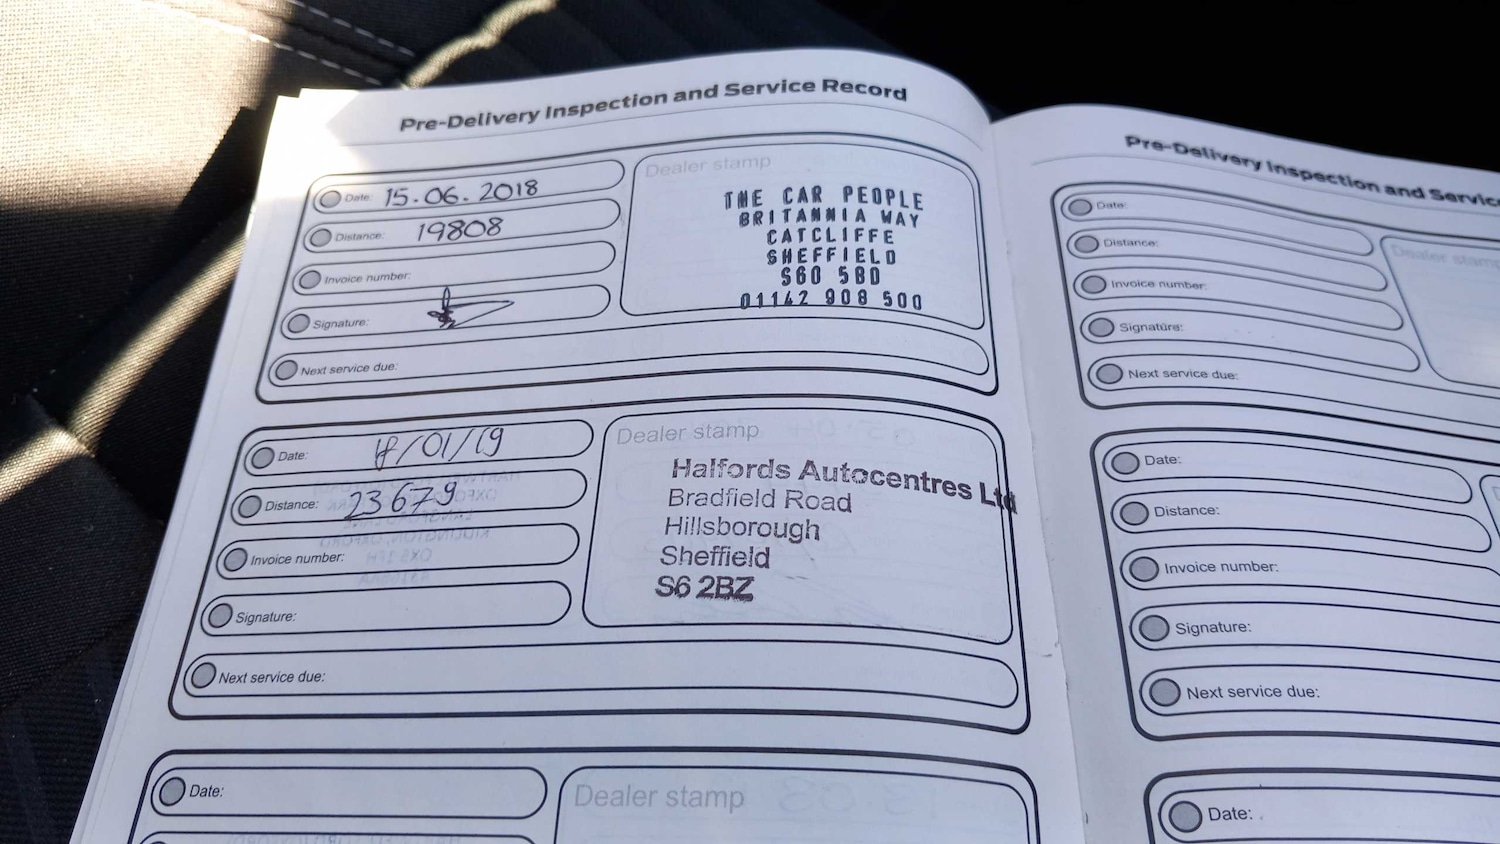 Pre-Delivery Inspection and Service Record
Date: 15.06.2018
Distance: 19808
Invoice number:
Signature:
Next service due:
Dealer stamp
THE CAR PEOPLE
BRITANNIA WAY
CATCLIFFE
SHEFFIELD
S60 5BD
01142 908 500
Date: /01/19
Distance: 23679
Invoice number:
Signature:
Next service due:
Dealer stamp
Halfords Autocentres Ltd
Bradfield Road
Hillsborough
Sheffield
S6 2BZ
Date:
Dealer stamp
Pre-Delivery Inspection and Servic
Date:
Distance:
Invoice number:
Signature:
Next service due:
Dealer stamp
Date:
Distance:
Invoice number:
Signature:
Next service due:
Date: